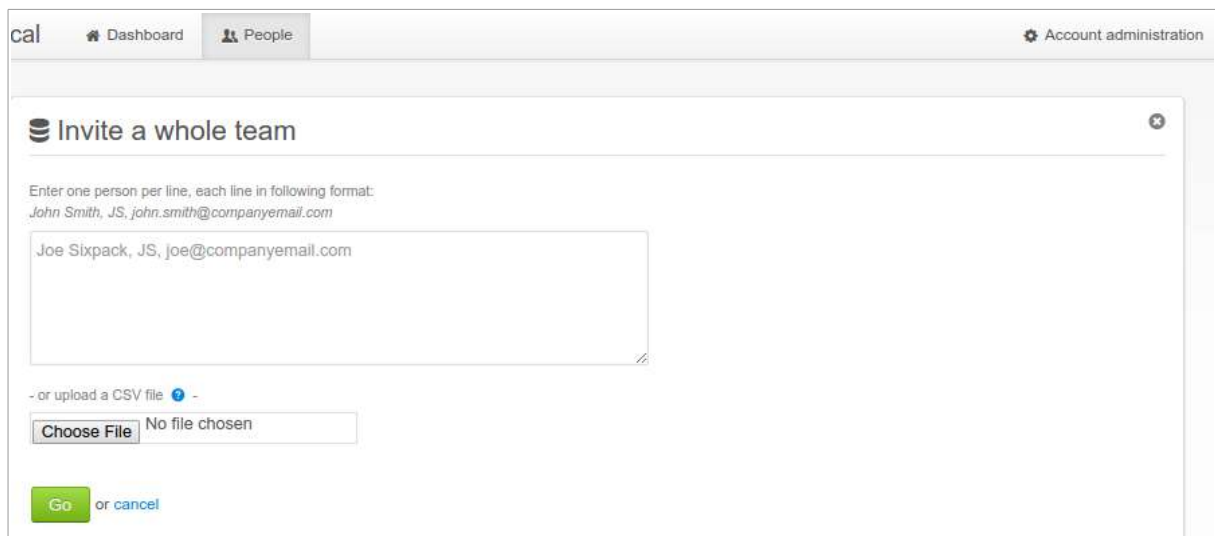 cal Dashboard People Account administration
Invite a whole team
Enter one person per line, each line in following format:
John Smith, JS, john.smith@companyemail.com
Joe Sixpack, JS, joe@companyemail.com
- or upload a CSV file ? -
Choose File No file chosen
Go or cancel